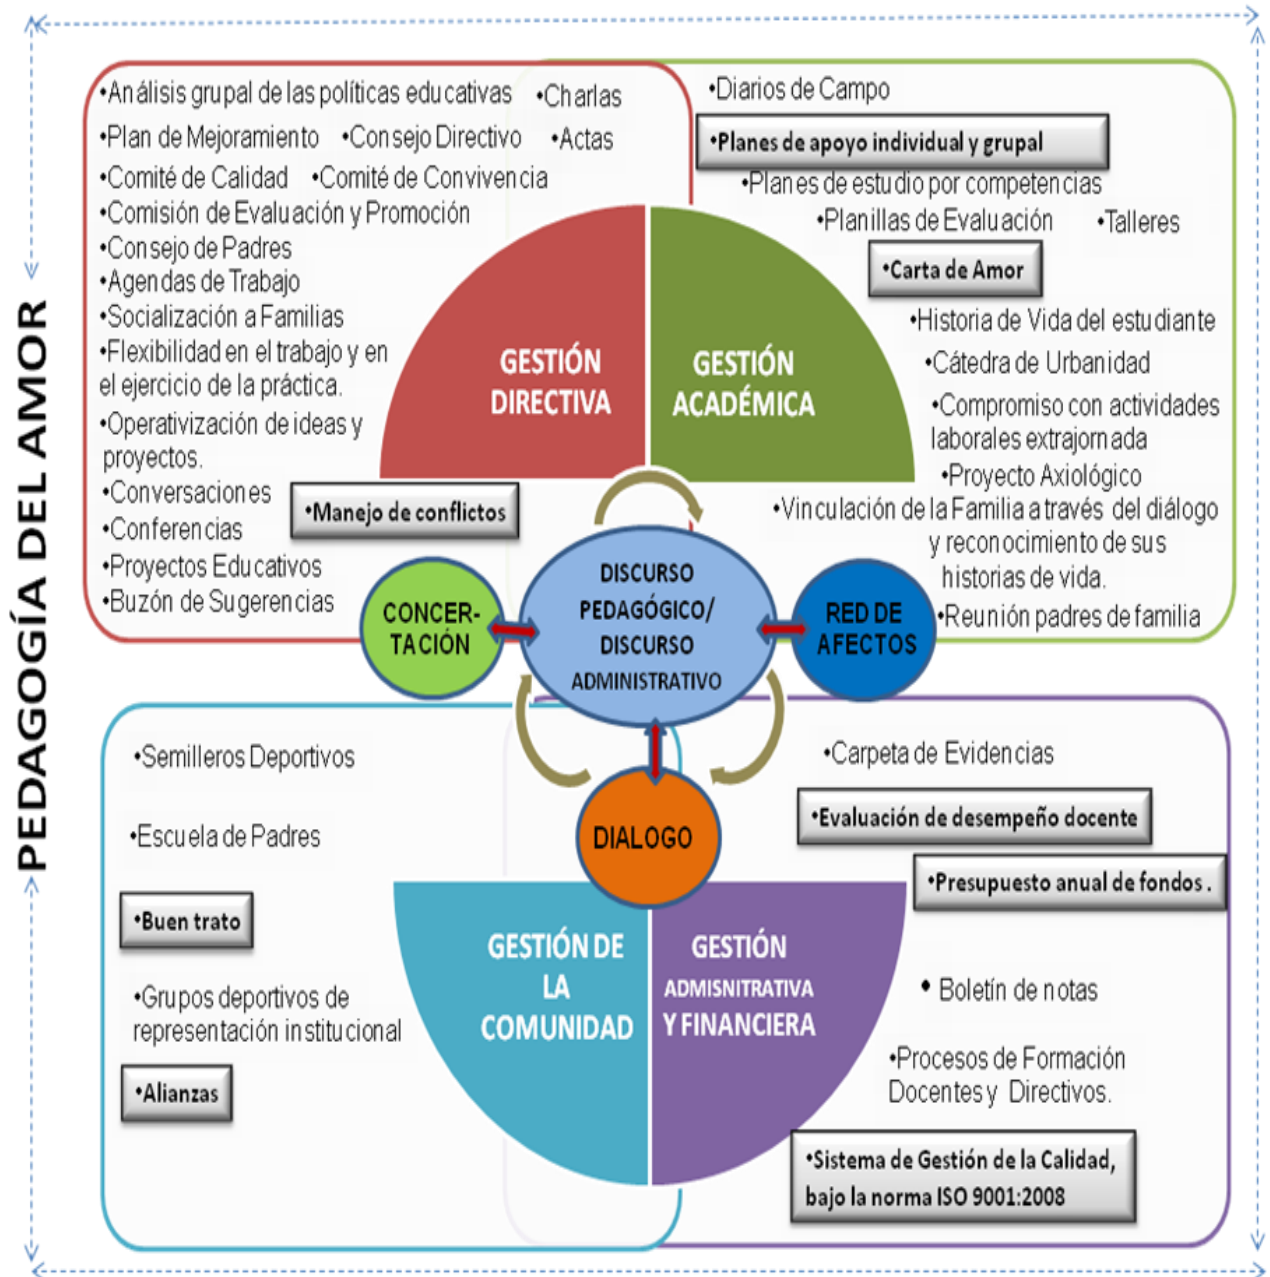 PEDAGOGÍA DEL AMOR
•Análisis grupal de las políticas educativas •Charlas
•Plan de Mejoramiento •Consejo Directivo •Actas
•Comité de Calidad •Comité de Convivencia
•Comisión de Evaluación y Promoción
•Consejo de Padres
•Agendas de Trabajo
•Socialización a Familias
•Flexibilidad en el trabajo y en
el ejercicio de la práctica.
•Operativización de ideas y
proyectos.
•Conversaciones
•Manejo de conflictos
•Conferencias
•Proyectos Educativos
•Buzón de Sugerencias
GESTIÓN
DIRECTIVA
•Diarios de Campo
•Planes de apoyo individual y grupal
•Planes de estudio por competencias
•Planillas de Evaluación •Talleres
•Carta de Amor
•Historia de Vida del estudiante
•Cátedra de Urbanidad
•Compromiso con actividades
laborales extrajornada
•Proyecto Axiológico
•Vinculación de la Familia a través del diálogo
y reconocimiento de sus
historias de vida.
•Reunión padres de familia
GESTIÓN
ACADÉMICA
CONCER-
TACIÓN
DISCURSO
PEDAGÓGICO/
DISCURSO
ADMINISTRATIVO
RED DE
AFECTOS
DIALOGO
•Semilleros Deportivos
•Escuela de Padres
•Buen trato
•Grupos deportivos de
representación institucional
•Alianzas
GESTIÓN DE
LA
COMUNIDAD
GESTIÓN
ADMISNITRATIVA
Y FINANCIERA
•Carpeta de Evidencias
•Evaluación de desempeño docente
•Presupuesto anual de fondos .
• Boletín de notas
•Procesos de Formación
Docentes y Directivos.
•Sistema de Gestión de la Calidad,
bajo la norma ISO 9001:2008